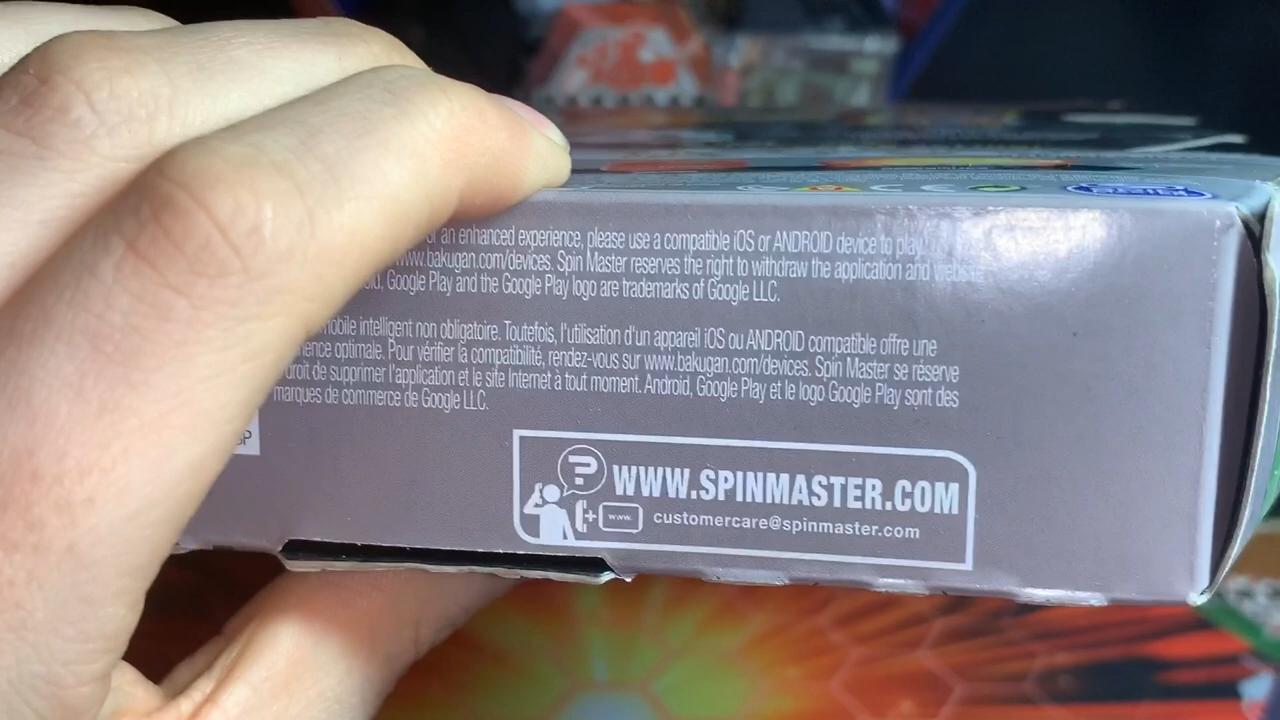 an enhanced experience, please use a compatible iOS or ANDROID device to play.
www.bakugan.com/devices. Spin Master reserves the right to withdraw the application and
Google Play and the Google Play logo are trademarks of Google LLC.
intelligent non obligatoire. Toutefois, l'utilisation d'un appareil iOS ou ANDROID compatible offre une
optimale. Pour vérifier la compatibilité, rendez-vous sur www.bakugan.com/devices. Spin Master se réserve
droit de supprimer l'application et le site Internet à tout moment. Android, Google Play et le logo Google Play sont des
marques de commerce de Google LLC.
?
WWW.SPINMASTER.COM
+ www.
customercare@spinmaster.com